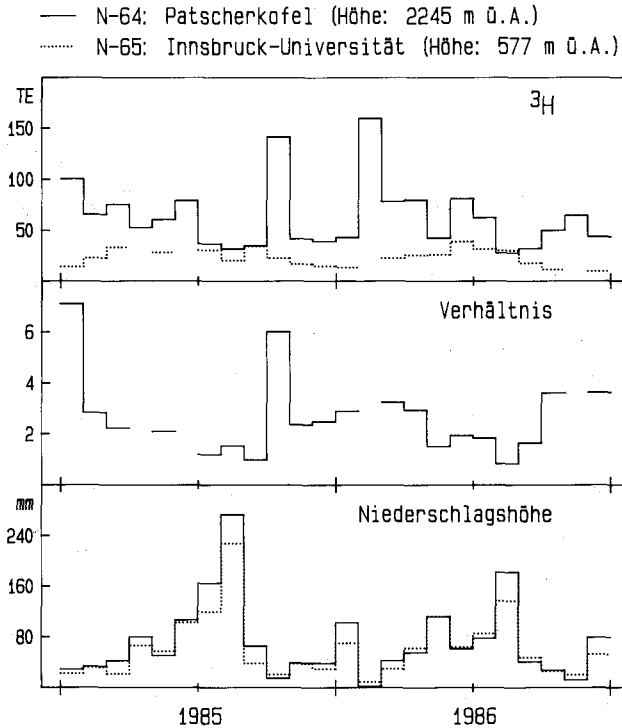 N-64: Patscherkofel (Höhe: 2245 m ü.A.)
N-65: Innsbruck-Universität (Höhe: 577 m ü.A.)
TE
³H
150
100
50
Verhältnis
6
4
2
mm
Niederschlagshöhe
240
160
80
1985
1986